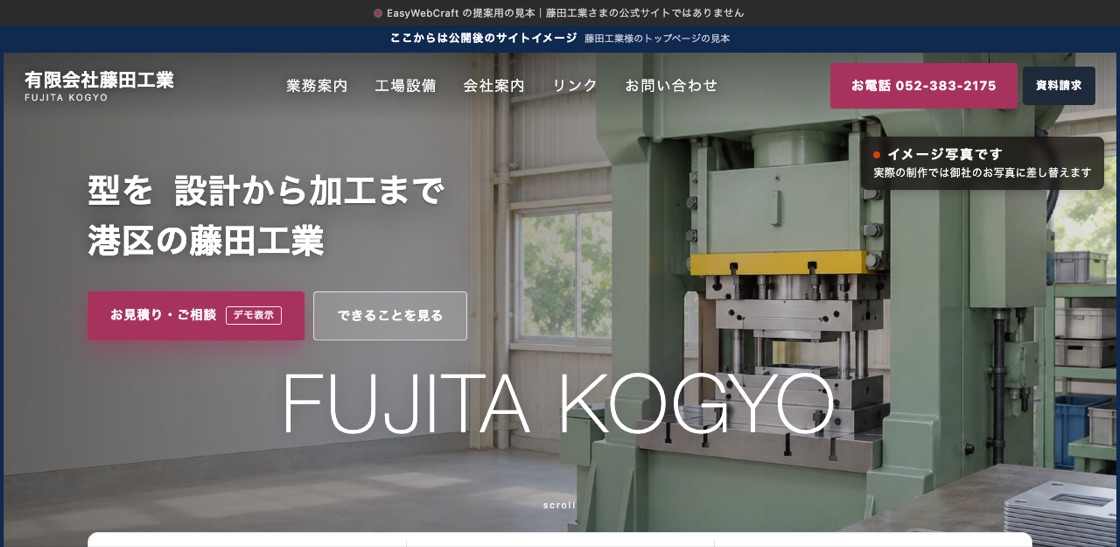 EasyWebCraft の提案用の見本｜藤田工業さまの公式サイトではありません
ここからは公開後のサイトイメージ 藤田工業様のトップページの見本
有限会社藤田工業
FUJITA KOGYO
業務案内 工場設備 会社案内 リンク お問い合わせ
お電話 052-383-2175
資料請求
イメージ写真です
実際の制作では御社のお写真に差し替えます
型を 設計から加工まで
港区の藤田工業
お見積り・ご相談 デモ表示
できることを見る
FUJITA KOGYO
scroll